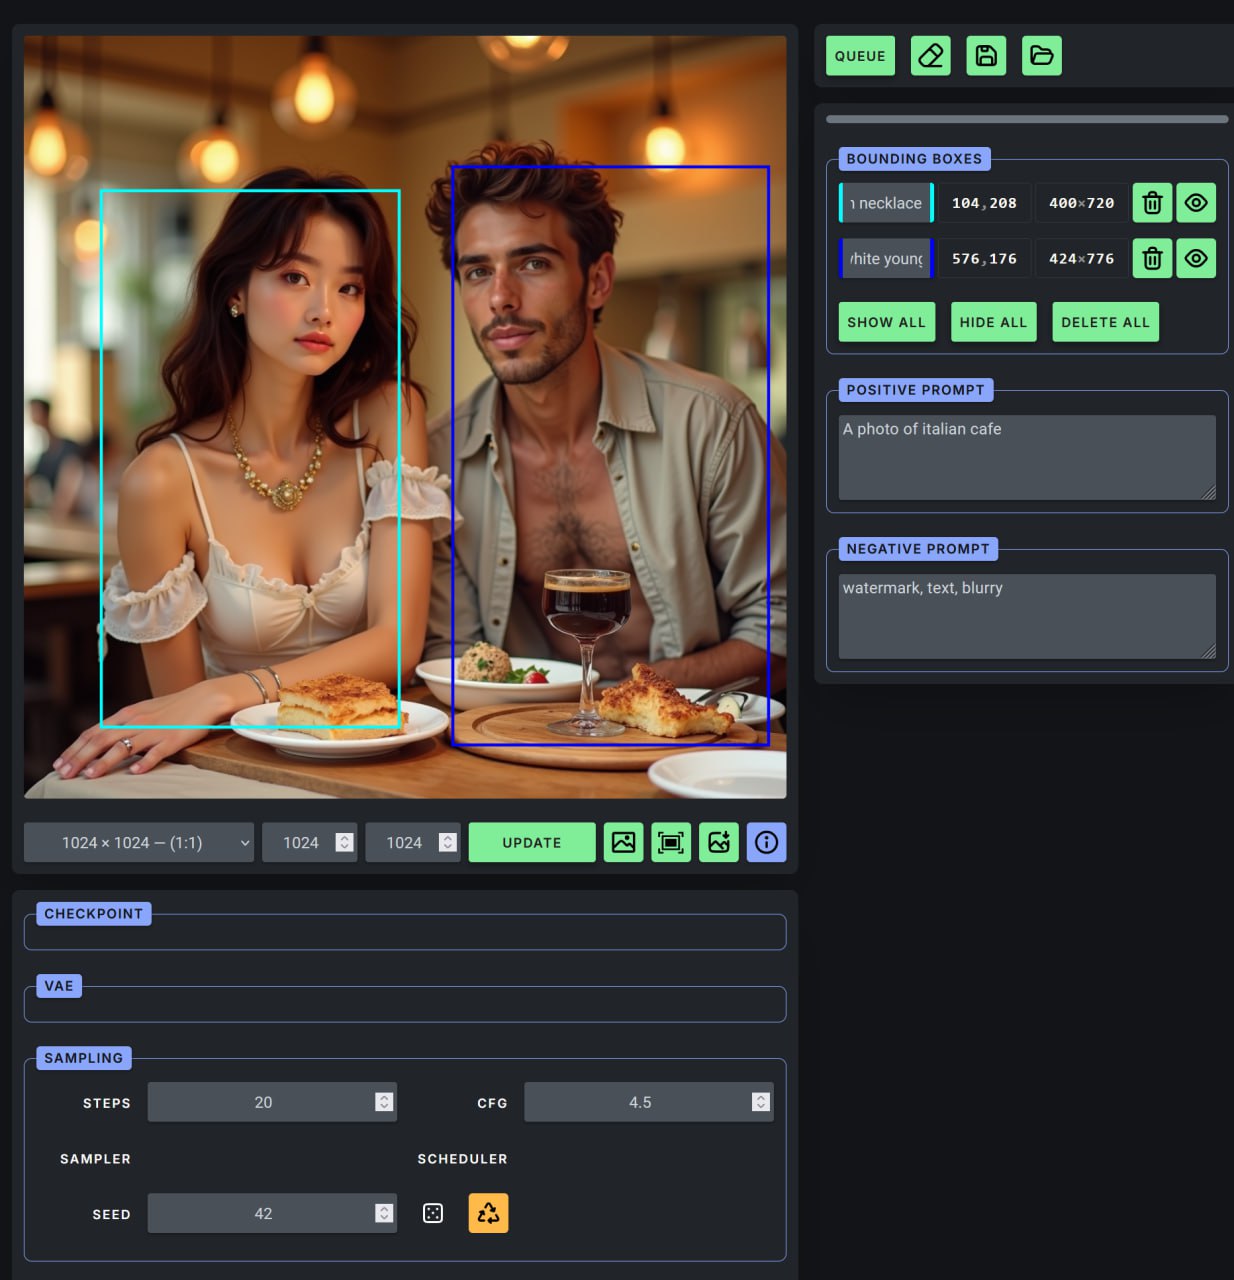 QUEUE
BOUNDING BOXES
necklace 104,208 400×720
hite young 576,176 424×776
SHOW ALL HIDE ALL DELETE ALL
POSITIVE PROMPT
A photo of italian cafe
NEGATIVE PROMPT
watermark, text, blurry
1024 × 1024 — (1:1) 1024 1024 UPDATE
CHECKPOINT
VAE
SAMPLING
STEPS 20 CFG 4.5
SAMPLER SCHEDULER
SEED 42